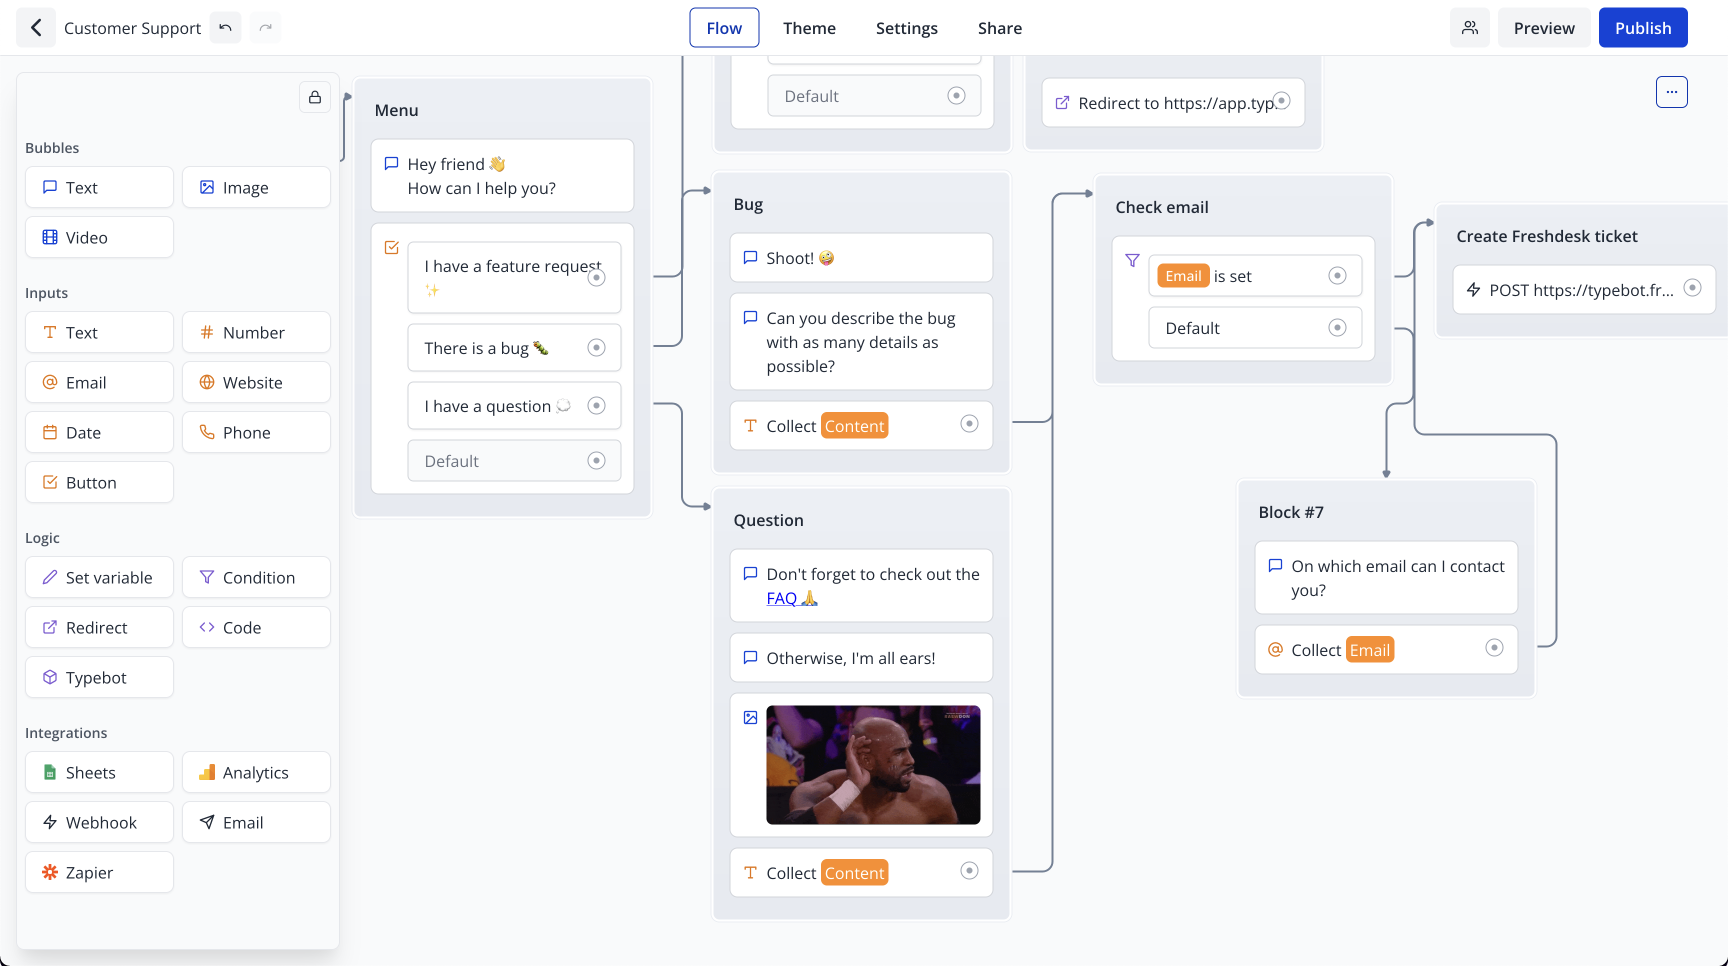 Customer Support
Flow
Theme
Settings
Share
Preview
Publish
Bubbles
Text
Image
Video
Inputs
Text
Number
Email
Website
Date
Phone
Button
Logic
Set variable
Condition
Redirect
Code
Typebot
Integrations
Sheets
Analytics
Webhook
Email
Zapier
Menu
Hey friend 👋
How can I help you?
I have a feature request
✨
There is a bug 🐛
I have a question 💭
Default
Default
Redirect to https://app.typ.
Bug
Shoot! 🤪
Can you describe the bug
with as many details as
possible?
Collect Content
Question
Don't forget to check out the
FAQ 🙏
Otherwise, I'm all ears!
Collect Content
Check email
Email is set
Default
Create Freshdesk ticket
POST https://typebot.fr...
Block #7
On which email can I contact
you?
Collect Email